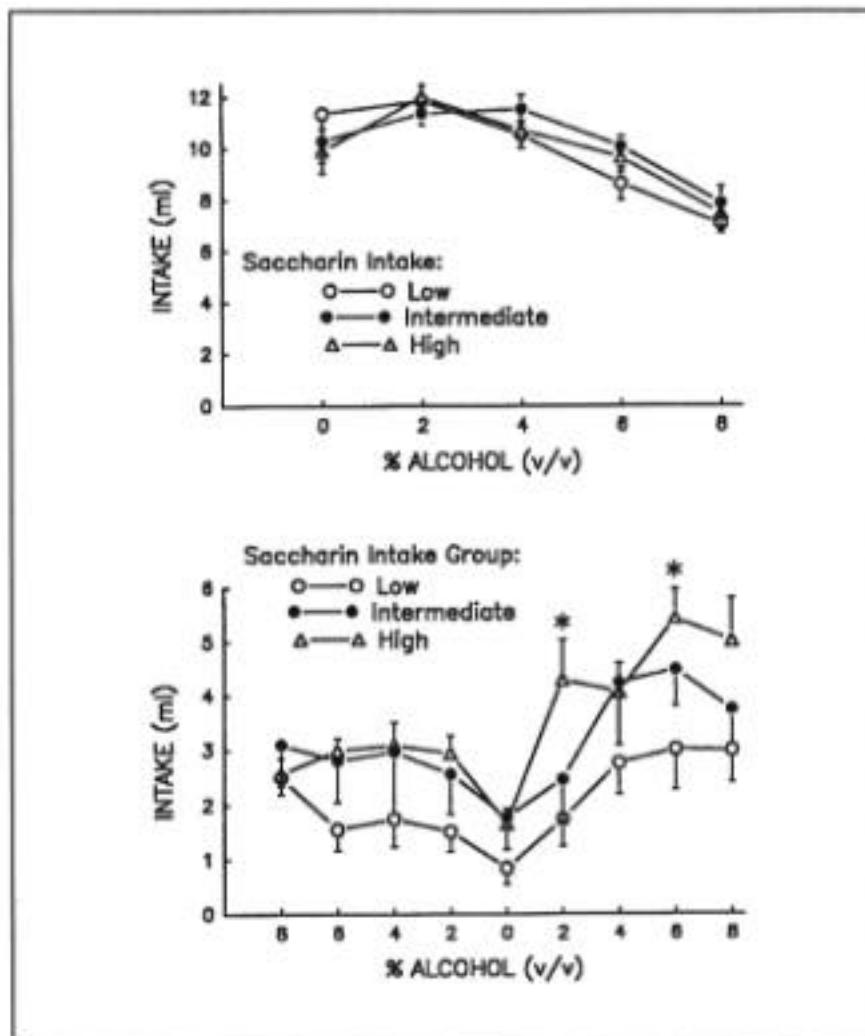 12
10
8
6
4
2
0
INTAKE (ml)
Saccharin Intake:
Low
Intermediate
High
0 2 4 6 8
% ALCOHOL (v/v)
Saccharin Intake Group:
Low
Intermediate
High
*
*
6
5
4
3
2
1
0
INTAKE (ml)
8 6 4 2 0 2 4 6 8
% ALCOHOL (v/v)